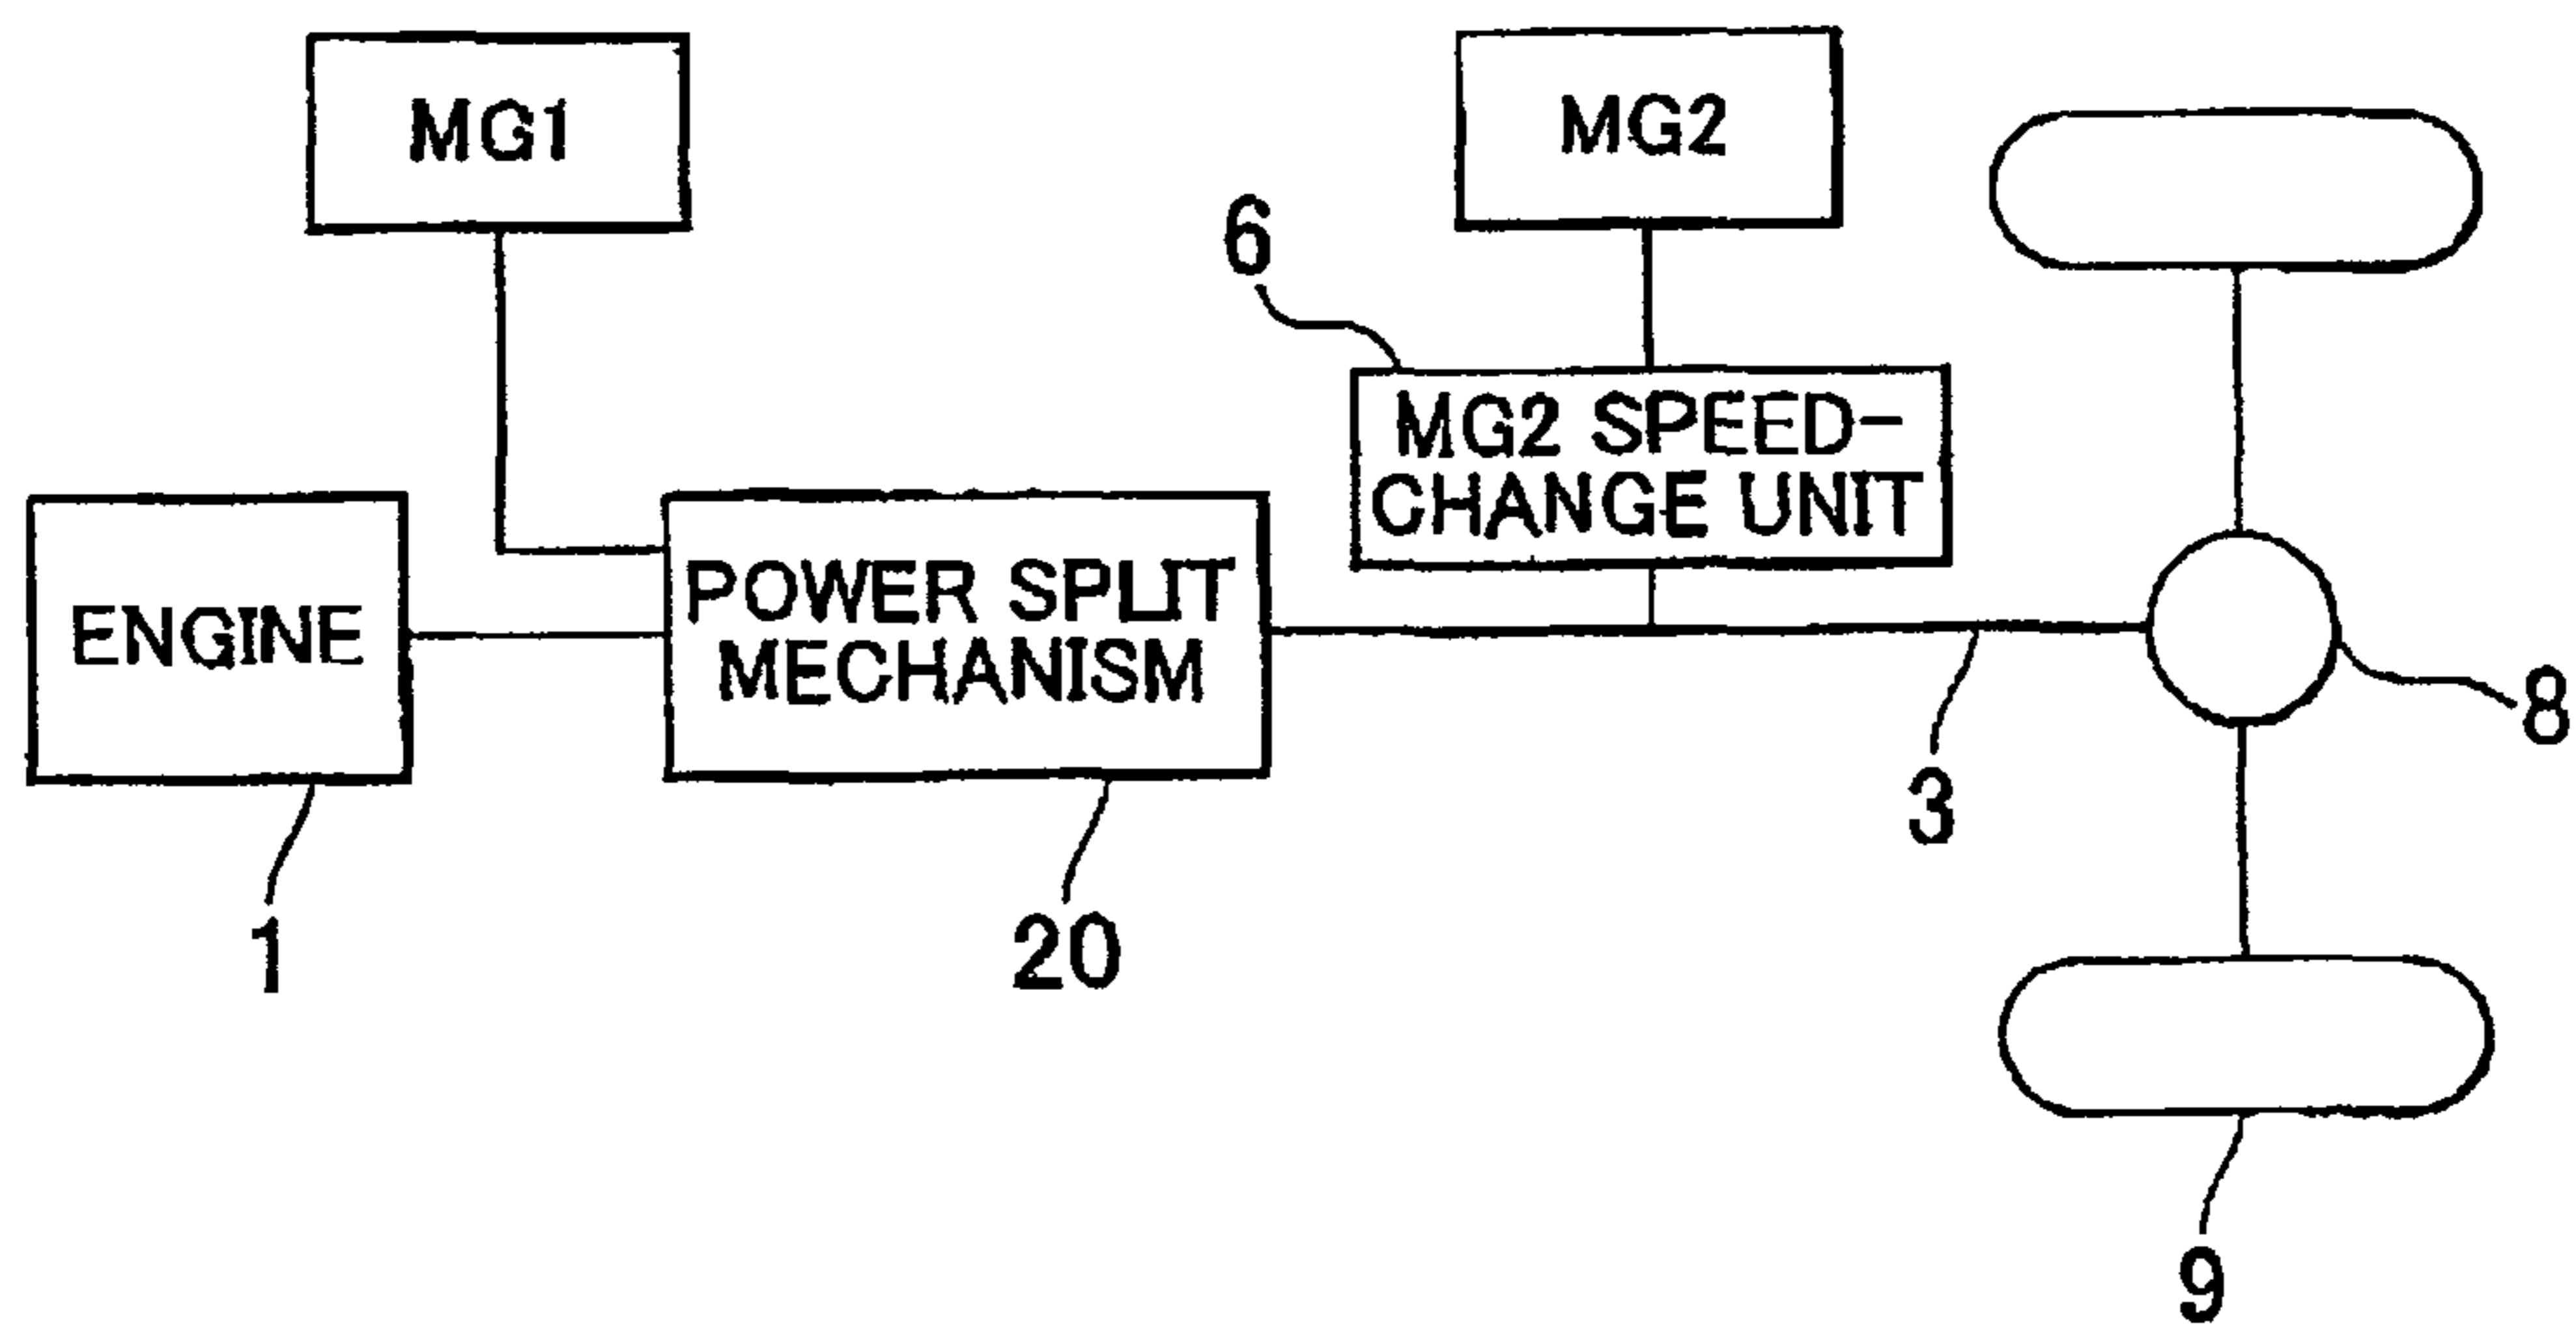 MG1
MG2
6
MG2 SPEED-
CHANGE UNIT
ENGINE
POWER SPLIT
MECHANISM
8
3
1
20
9